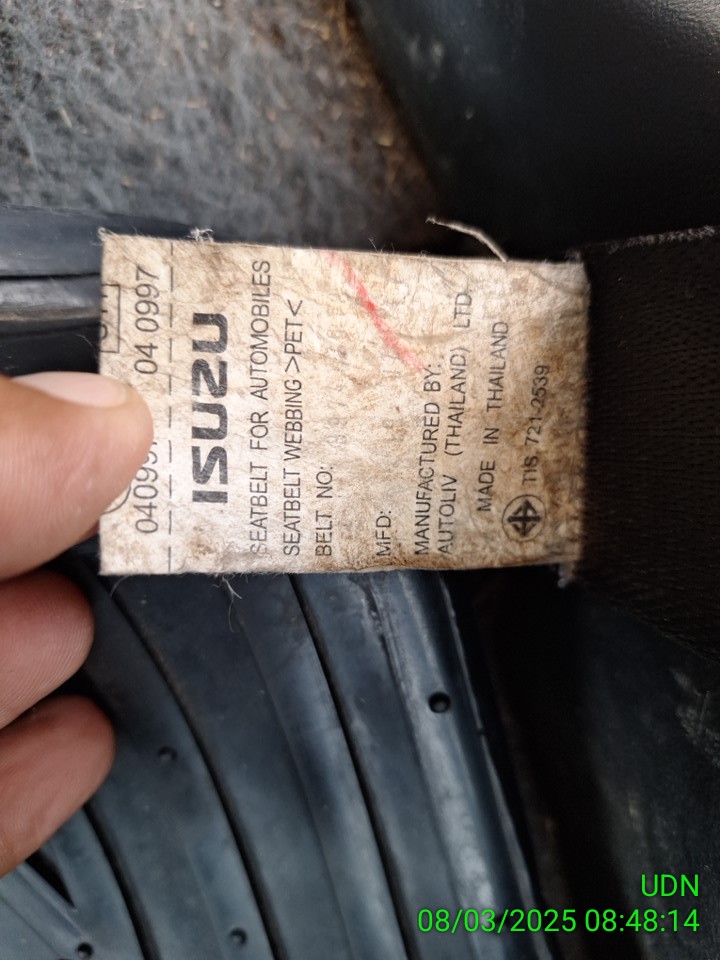 040997 04 0997
ISUZU
SEATBELT FOR AUTOMOBILES
SEATBELT WEBBING >PET<
BELT NO:
MFD:
MANUFACTURED BY:
AUTOLIV (THAILAND) LTD.
MADE IN THAILAND
TIS 721-2539
UDN
08/03/2025 08:48:14